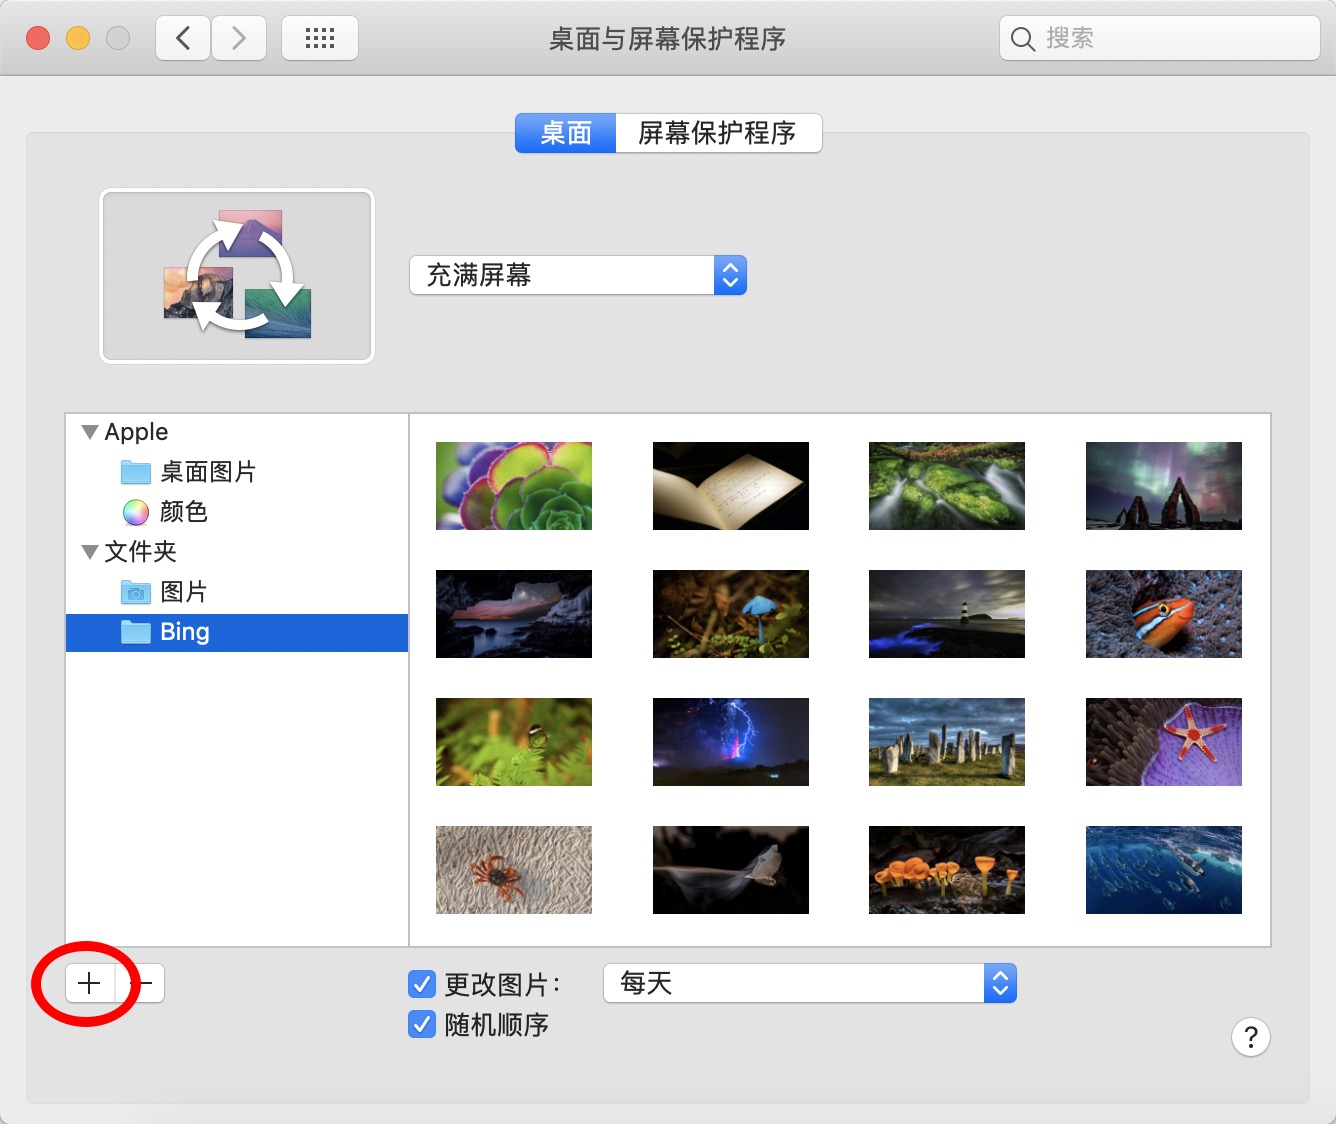 桌面与屏幕保护程序
搜索
桌面
屏幕保护程序
充满屏幕
Apple
桌面图片
颜色
文件夹
图片
Bing
更改图片：
每天
随机顺序
?